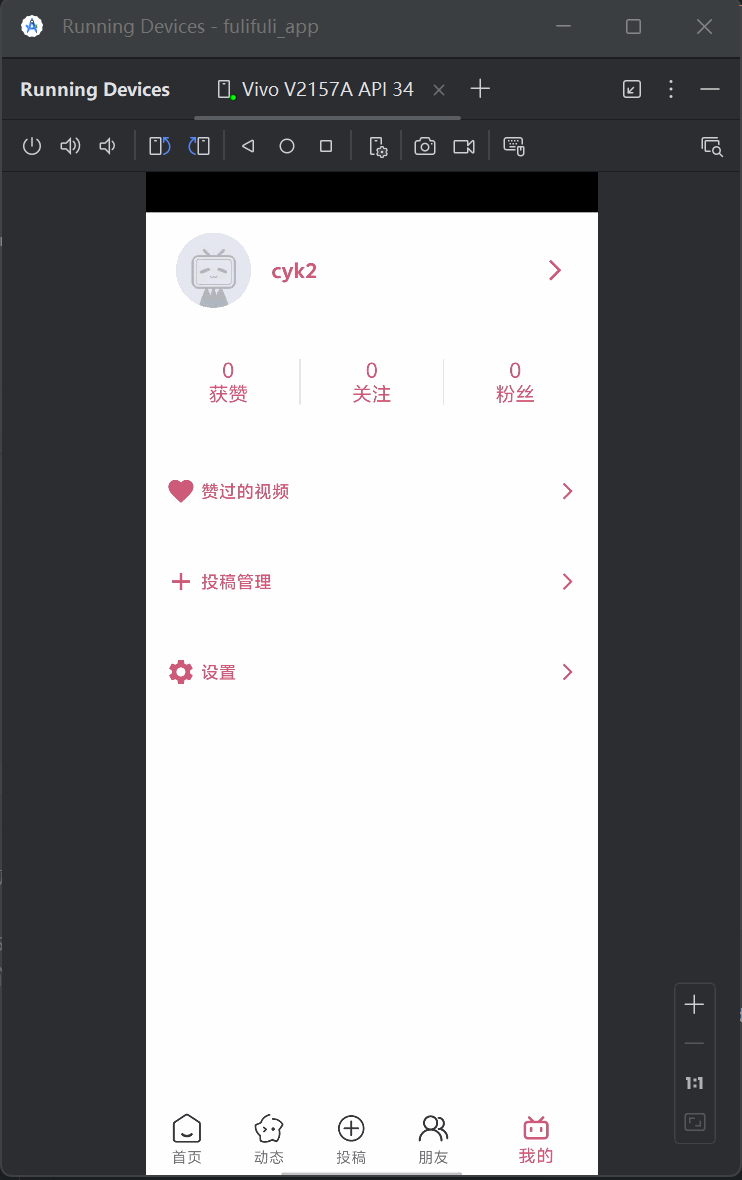 Running Devices - fulifuli_app
Running Devices
Vivo V2157A API 34
cyk2
0
获赞
0
关注
0
粉丝
赞过的视频
投稿管理
设置
1:1
首页
动态
投稿
朋友
我的